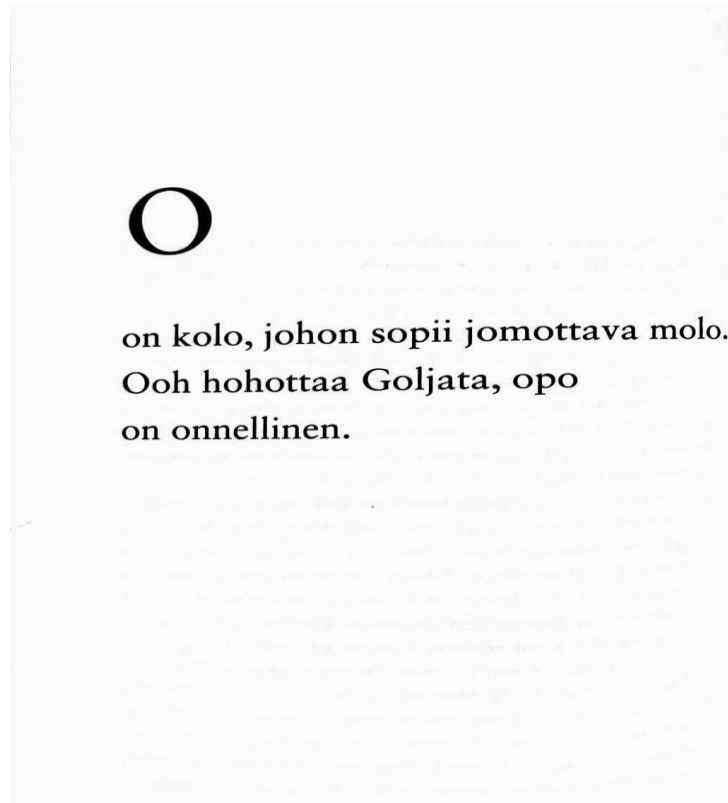 O
on kolo, johon sopii jomottava molo.
Ooh hohottaa Goljata, opo
on onnellinen.